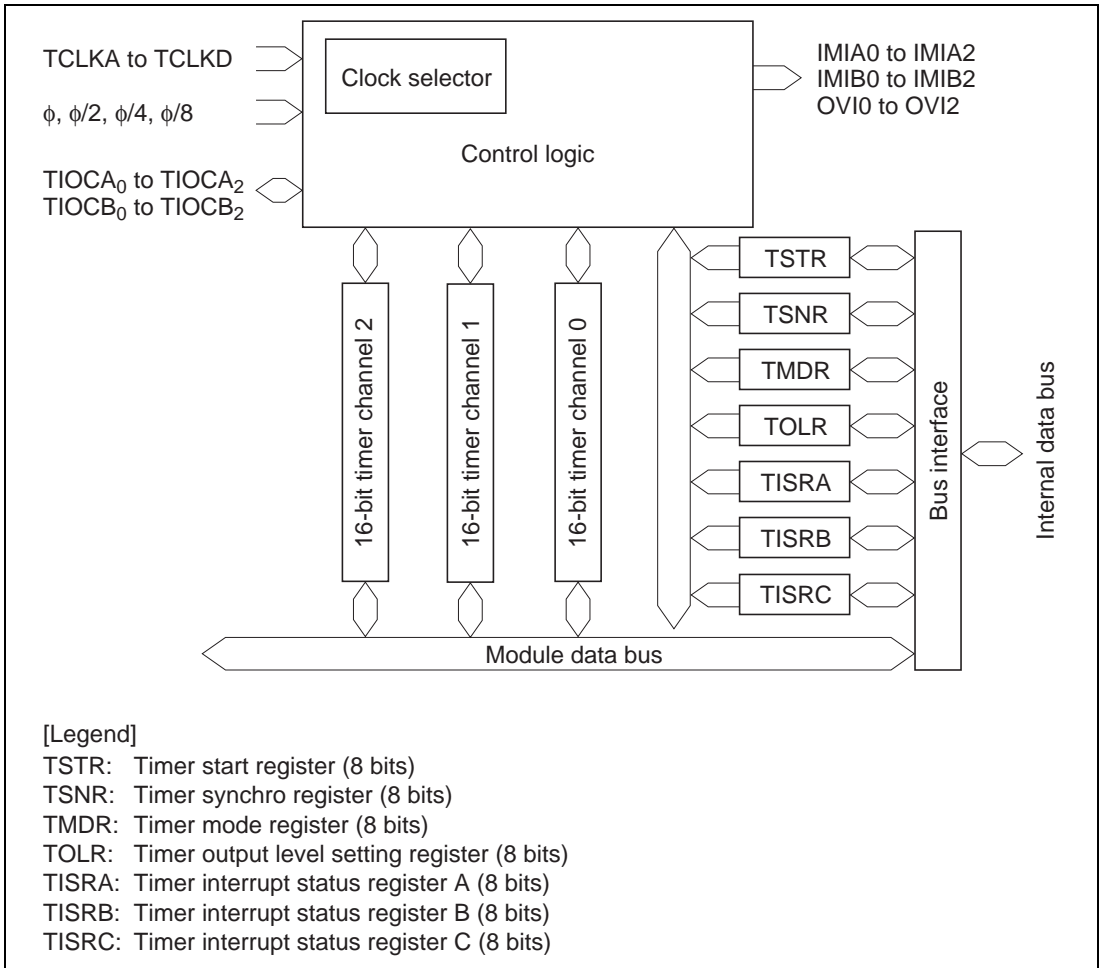 TCLKA to TCLKD
ϕ, ϕ/2, ϕ/4, ϕ/8
TIOCA₀ to TIOCA₂
TIOCB₀ to TIOCB₂
Clock selector
Control logic
IMIA0 to IMIA2
IMIB0 to IMIB2
OVI0 to OVI2
16-bit timer channel 2
16-bit timer channel 1
16-bit timer channel 0
TSTR
TSNR
TMDR
TOLR
TISRA
TISRB
TISRC
Bus interface
Internal data bus
Module data bus
[Legend]
TSTR: Timer start register (8 bits)
TSNR: Timer synchro register (8 bits)
TMDR: Timer mode register (8 bits)
TOLR: Timer output level setting register (8 bits)
TISRA: Timer interrupt status register A (8 bits)
TISRB: Timer interrupt status register B (8 bits)
TISRC: Timer interrupt status register C (8 bits)